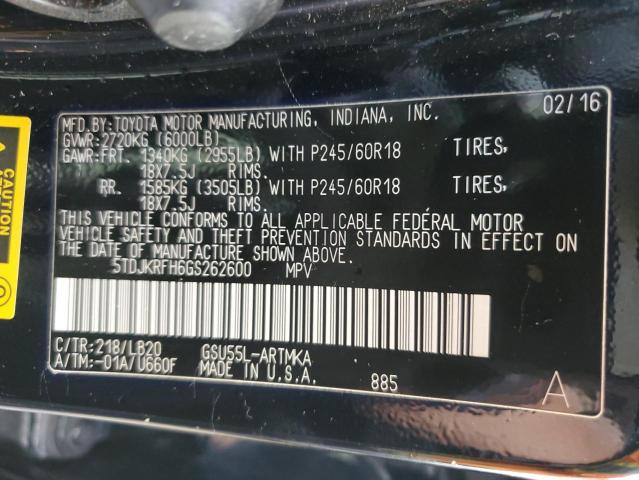 MFD.BY:TOYOTA MOTOR MANUFACTURING, INDIANA, INC. 02/16
GVWR:2720KG (6000LB)
GAWR:FRT. 1340KG (2955LB) WITH P245/60R18 TIRES,
18X7.5J RIMS.
RR. 1585KG (3505LB) WITH P245/60R18 TIRES,
18X7.5J RIMS.
THIS VEHICLE CONFORMS TO ALL APPLICABLE FEDERAL MOTOR
VEHICLE SAFETY AND THEFT PREVENTION STANDARDS IN EFFECT ON
THE DATE OF MANUFACTURE SHOWN ABOVE.
5TDJKRFH6GS262600 MPV
C/TR:218/LB20 GSU55L-ARTMKA
A/TM:-01A/U660F MADE IN U.S.A. 885 A
CAUTION